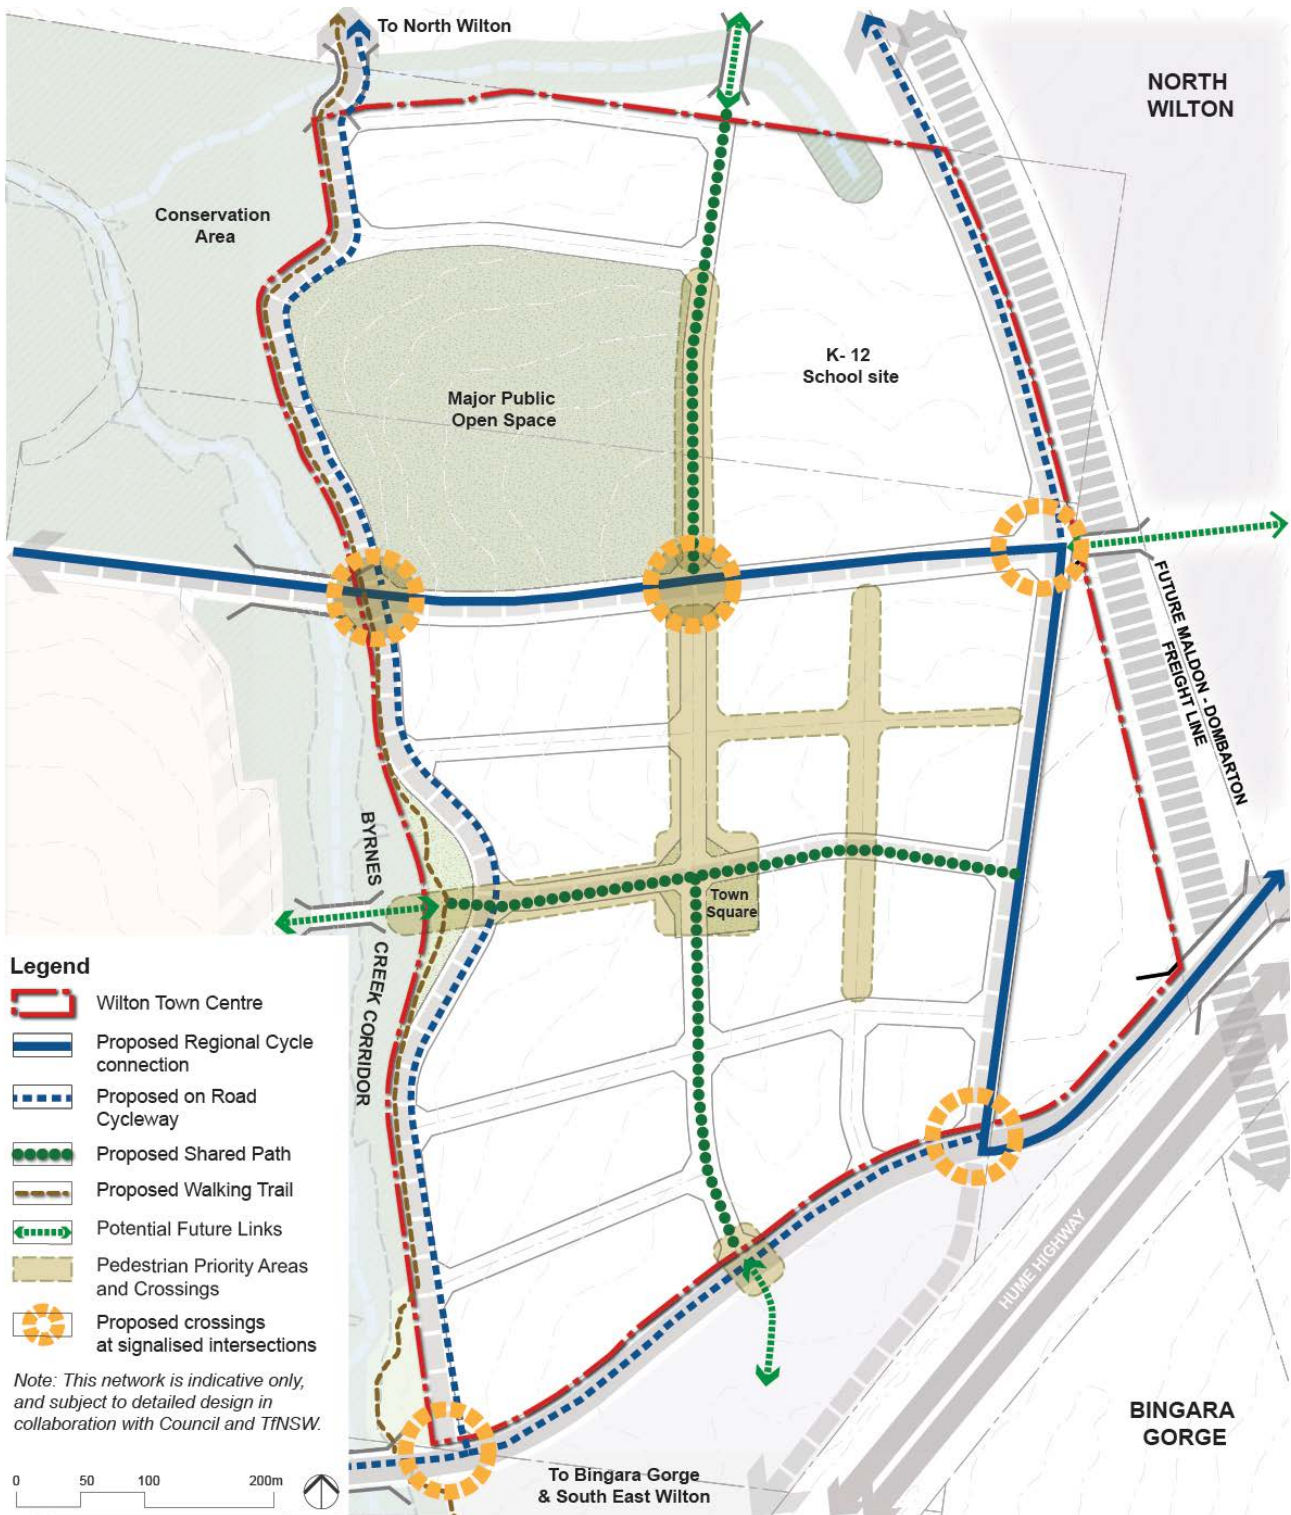 To North Wilton
NORTH
WILTON
Conservation
Area
K- 12
School site
Major Public
Open Space
FUTURE MALDON - DOMBARTON
FREIGHT LINE
BYRNES
CREEK CORRIDOR
Town
Square
Legend
Wilton Town Centre
Proposed Regional Cycle
connection
Proposed on Road
Cycleway
Proposed Shared Path
Proposed Walking Trail
Potential Future Links
Pedestrian Priority Areas
and Crossings
Proposed crossings
at signalised intersections
Note: This network is indicative only,
and subject to detailed design in
collaboration with Council and TfNSW.
0 50 100 200m
HUME HIGHWAY
BINGARA
GORGE
To Bingara Gorge
& South East Wilton